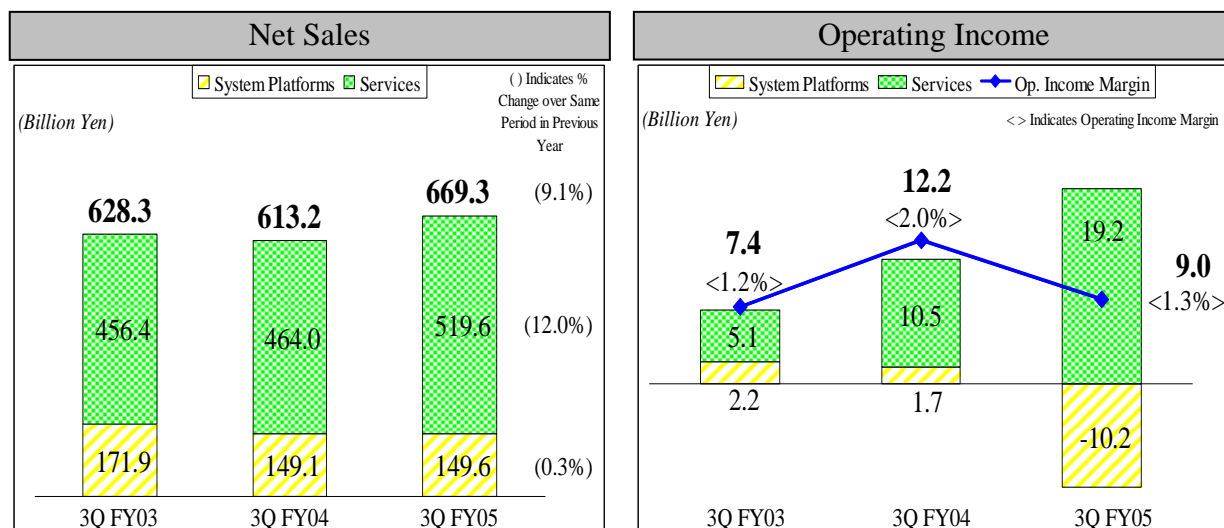 Net Sales
System Platforms Services
( ) Indicates %
Change over Same
Period in Previous
Year
(Billion Yen)
628.3
613.2
669.3
(9.1%)
456.4
464.0
519.6
(12.0%)
171.9
149.1
149.6
(0.3%)
3Q FY03
3Q FY04
3Q FY05
Operating Income
System Platforms Services Op. Income Margin
(Billion Yen)
< > Indicates Operating Income Margin
7.4
<1.2%>
12.2
<2.0%>
9.0
<1.3%>
5.1
10.5
19.2
2.2
1.7
-10.2
3Q FY03
3Q FY04
3Q FY05